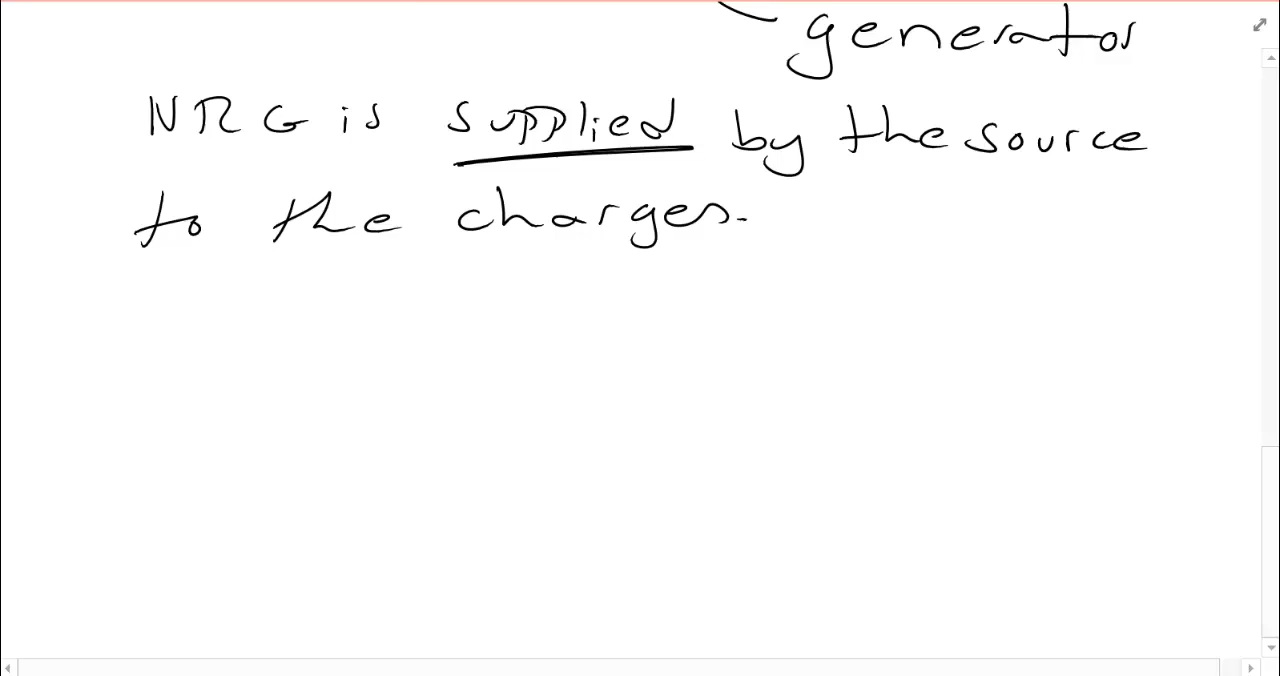 generator
NRG is supplied by the source
to the charges.